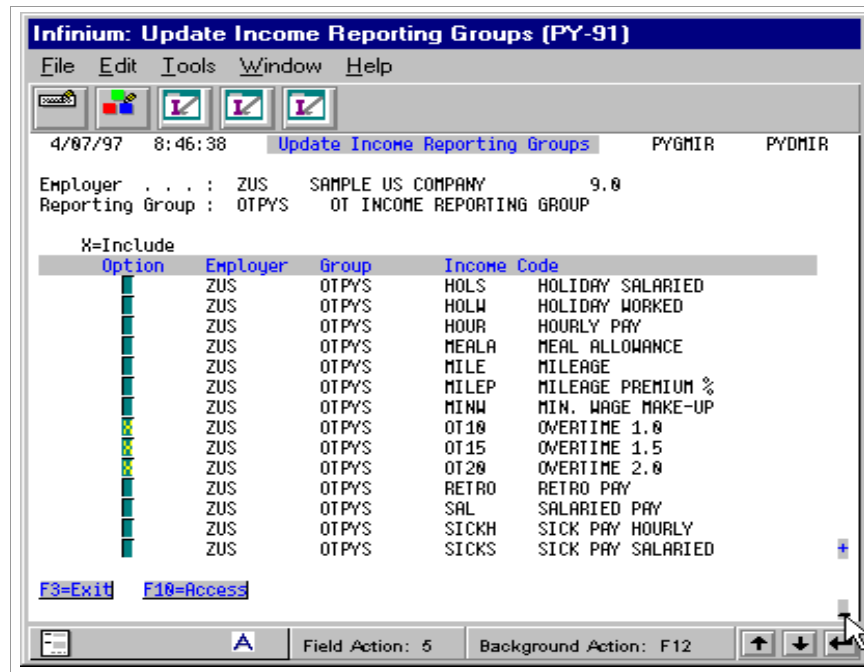 Infinium: Update Income Reporting Groups (PY-91)
File Edit Tools Window Help
4/07/97 8:46:38 Update Income Reporting Groups PYGMIR PYDMIR
Employer . . . : ZUS SAMPLE US COMPANY 9.0
Reporting Group : OTPYS OT INCOME REPORTING GROUP
X=Include
Option Employer Group Income Code
ZUS OTPYS HOLS HOLIDAY SALARIED
ZUS OTPYS HOLW HOLIDAY WORKED
ZUS OTPYS HOUR HOURLY PAY
ZUS OTPYS MEALA MEAL ALLOWANCE
ZUS OTPYS MILE MILEAGE
ZUS OTPYS MILEP MILEAGE PREMIUM %
ZUS OTPYS MINW MIN. WAGE MAKE-UP
X ZUS OTPYS OT10 OVERTIME 1.0
X ZUS OTPYS OT15 OVERTIME 1.5
X ZUS OTPYS OT20 OVERTIME 2.0
ZUS OTPYS RETRO RETRO PAY
ZUS OTPYS SAL SALARIED PAY
ZUS OTPYS SICKH SICK PAY HOURLY
ZUS OTPYS SICKS SICK PAY SALARIED +
F3=Exit F10=Access
A Field Action: 5 Background Action: F12